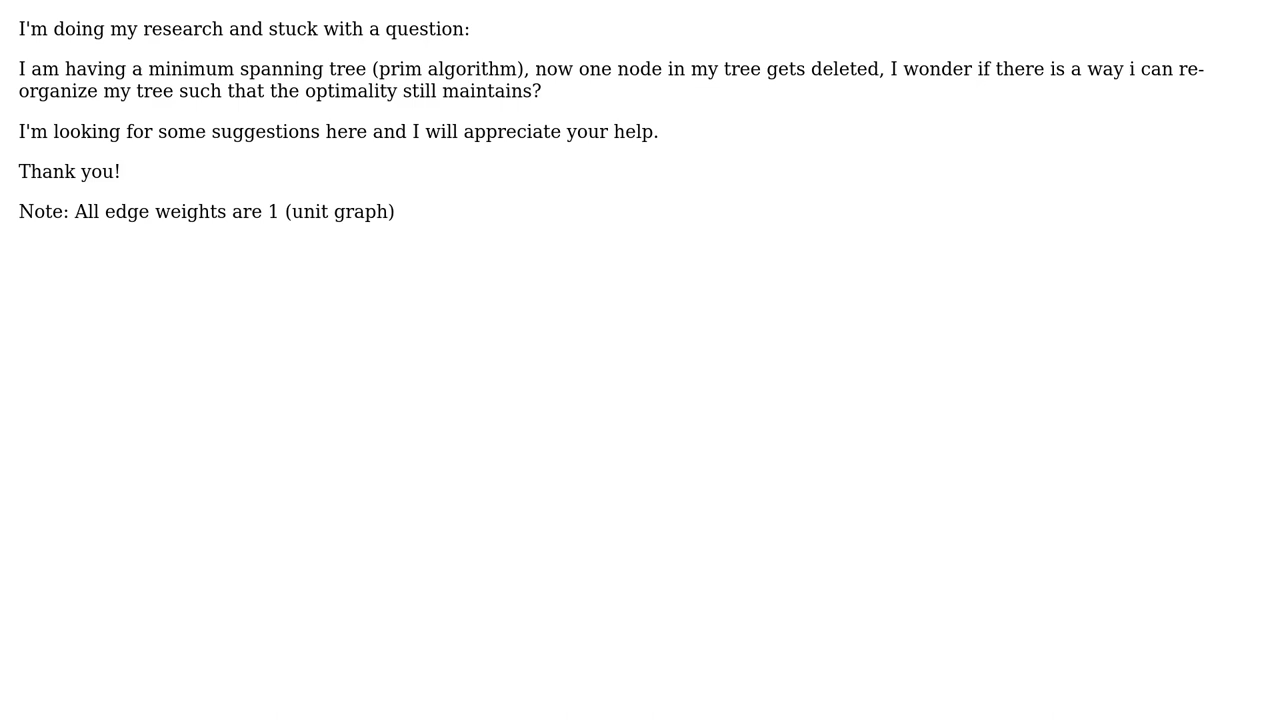 I'm doing my research and stuck with a question:
I am having a minimum spanning tree (prim algorithm), now one node in my tree gets deleted, I wonder if there is a way i can re-
organize my tree such that the optimality still maintains?
I'm looking for some suggestions here and I will appreciate your help.
Thank you!
Note: All edge weights are 1 (unit graph)